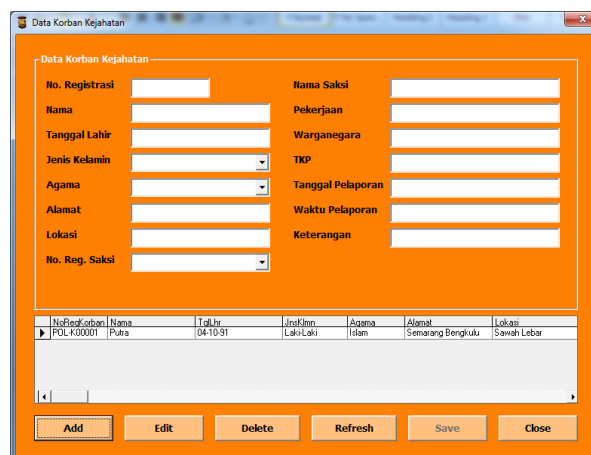 Data Korban Kejahatan
Data Korban Kejahatan
No. Registrasi
Nama Saksi
Nama
Pekerjaan
Tanggal Lahir
Warganegara
Jenis Kelamin
TKP
Agama
Tanggal Pelaporan
Alamat
Waktu Pelaporan
Lokasi
Keterangan
No. Reg. Saksi
NoRegKorban Nama TglLhr JnsKlmn Agama Alamat Lokasi
POL-K00001 Putra 04-10-91 Laki-Laki Islam Semarang Bengkulu Sawah Lebar
Add Edit Delete Refresh Save Close